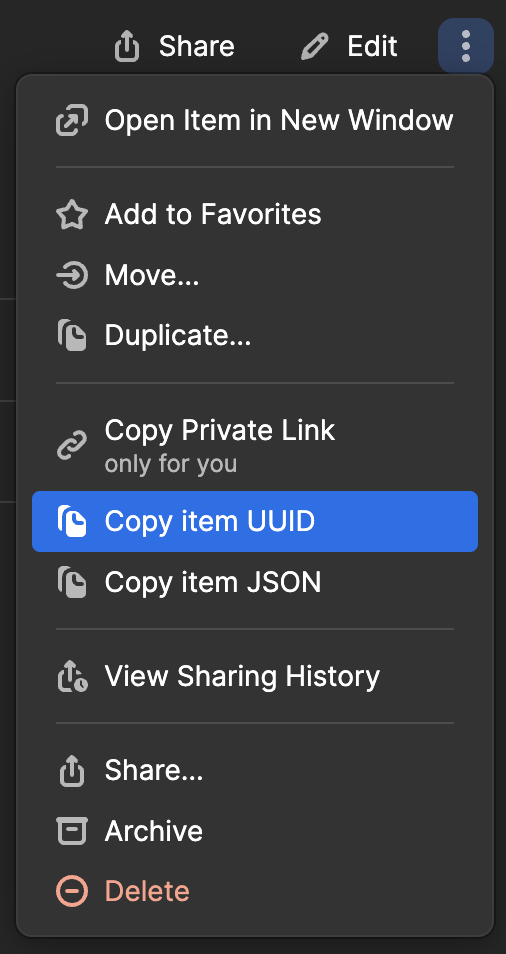 Share
Edit
Open Item in New Window
Add to Favorites
Move...
Duplicate...
Copy Private Link
only for you
Copy item UUID
Copy item JSON
View Sharing History
Share...
Archive
Delete